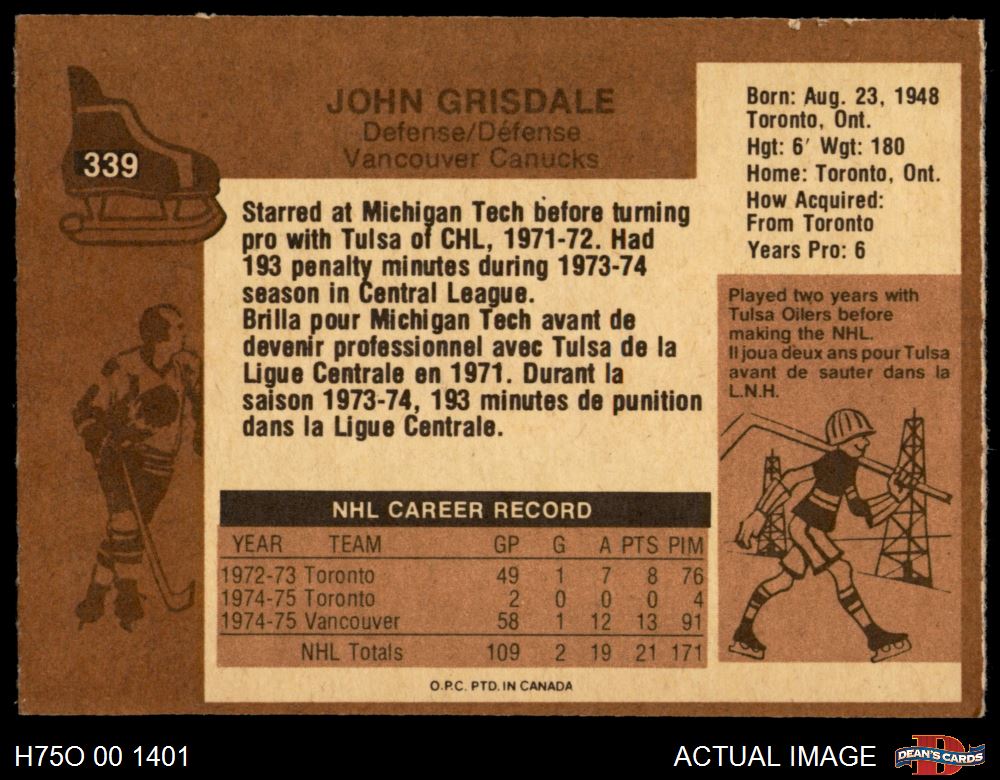 339
JOHN GRISDALE
Defense/Défense
Vancouver Canucks
Born: Aug. 23, 1948
Toronto, Ont.
Hgt: 6' Wgt: 180
Home: Toronto, Ont.
How Acquired:
From Toronto
Years Pro: 6
Starred at Michigan Tech before turning
pro with Tulsa of CHL, 1971-72. Had
193 penalty minutes during 1973-74
season in Central League.
Brilla pour Michigan Tech avant de
devenir professionnel avec Tulsa de la
Ligue Centrale en 1971. Durant la
saison 1973-74, 193 minutes de punition
dans la Ligue Centrale.
Played two years with
Tulsa Oilers before
making the NHL.
Il joua deux ans pour Tulsa
avant de sauter dans la
L.N.H.
NHL CAREER RECORD
YEAR TEAM GP G A PTS PIM
1972-73 Toronto 49 1 7 8 76
1974-75 Toronto 2 0 0 0 4
1974-75 Vancouver 58 1 12 13 91
NHL Totals 109 2 19 21 171
O.P.C. PTD. IN CANADA
H75O 00 1401
ACTUAL IMAGE
D
DEAN'S CARDS